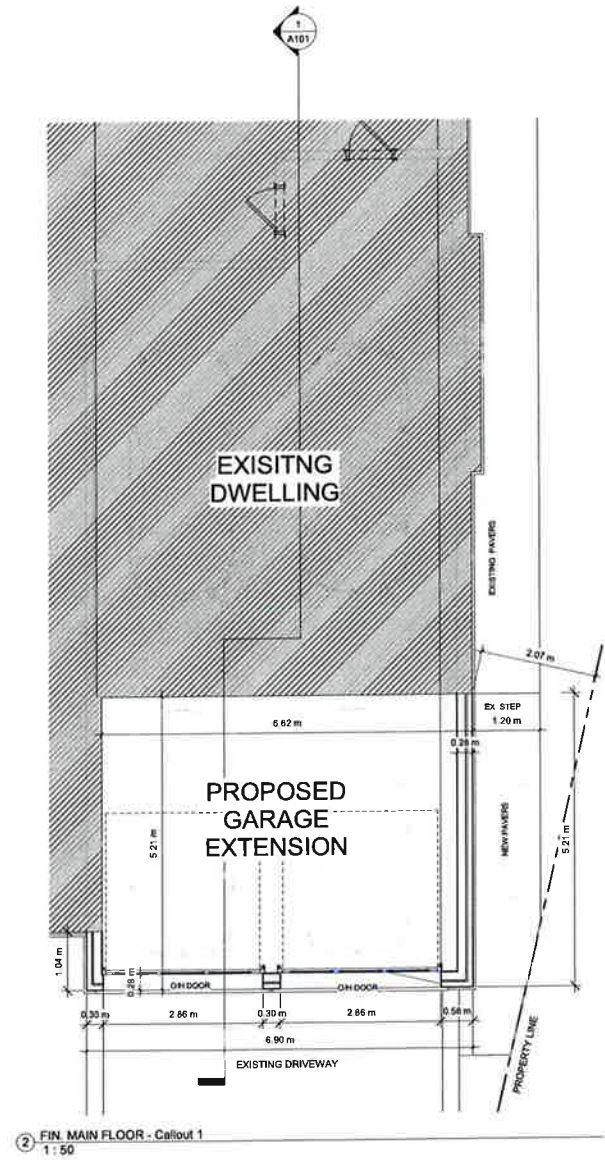 1
A101
EXISITNG
DWELLING
EXISTING PAVERS
2.07 m
EX STEP
6.62 m
1.20 m
0.28 m
PROPOSED
GARAGE
EXTENSION
5.21 m
NEW PAVERS
5.21 m
1.04 m
0.28 m
O/H DOOR
O/H DOOR
0.30 m
2.86 m
0.30 m
2.86 m
0.58 m
6.90 m
EXISTING DRIVEWAY
PROPERTY LINE
2
FIN. MAIN FLOOR - Callout 1
1 : 50